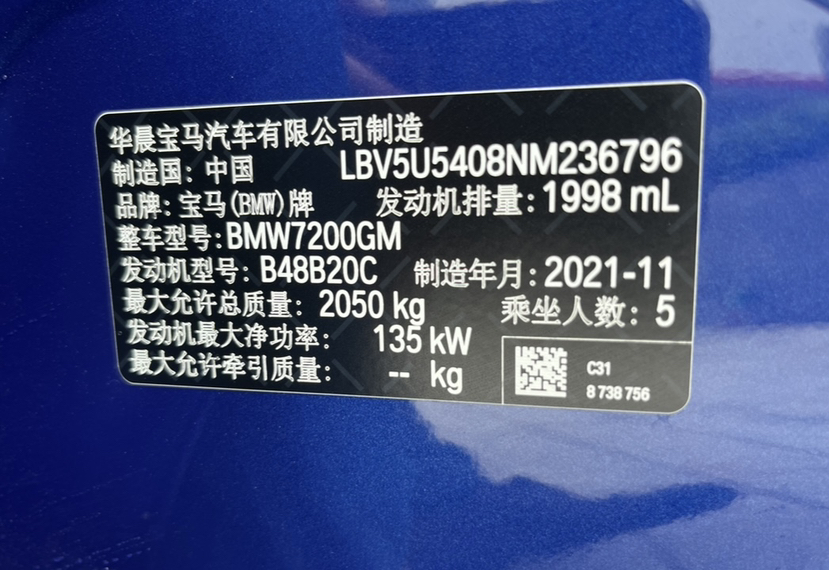 华晨宝马汽车有限公司制造
制造国: 中国 LBV5U5408NM236796
品牌: 宝马(BMW)牌 发动机排量: 1998 mL
整车型号: BMW7200GM
发动机型号: B48B20C 制造年月: 2021-11
最大允许总质量: 2050 kg 乘坐人数: 5
发动机最大净功率: 135 kW
最大允许牵引质量: -- kg
C31
8 738 756